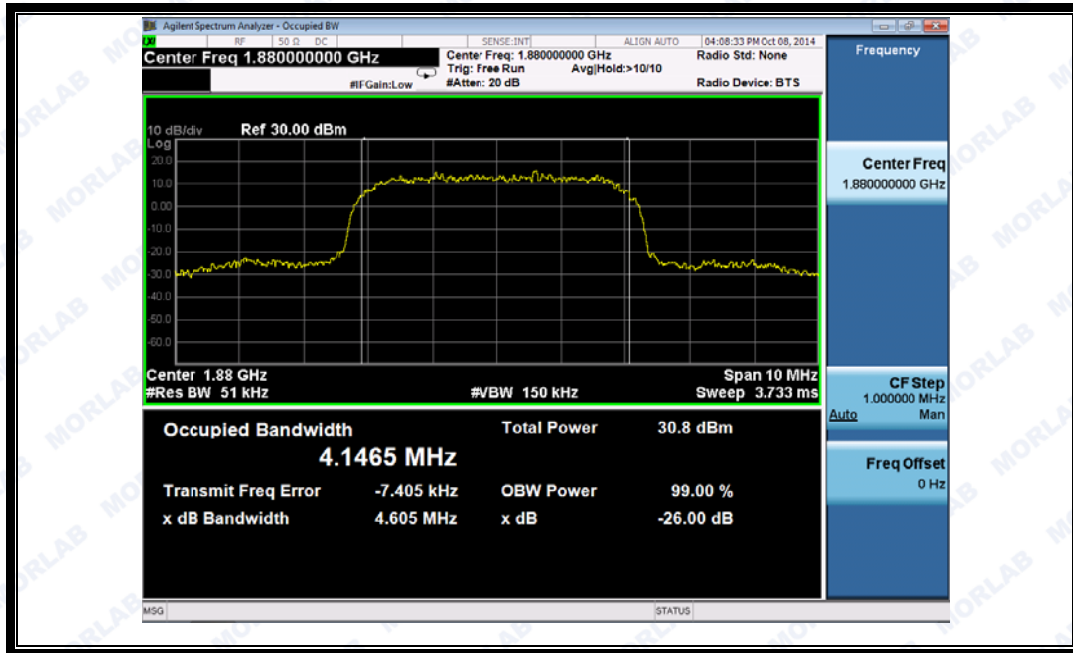 Agilent Spectrum Analyzer - Occupied BW
LXI RF 50 Ω DC SENSE:INT ALIGN AUTO 04:08:33 PM Oct 08, 2014
Center Freq 1.880000000 GHz
Center Freq: 1.880000000 GHz
Radio Std: None
Trig: Free Run Avg|Hold:>10/10
#IFGain:Low
#Atten: 20 dB
Radio Device: BTS
Frequency
10 dB/div Ref 30.00 dBm
Log
20.0
10.0
0.00
-10.0
-20.0
-30.0
-40.0
-50.0
-60.0
Center 1.88 GHz Span 10 MHz
#Res BW 51 kHz #VBW 150 kHz Sweep 3.733 ms
Occupied Bandwidth Total Power 30.8 dBm
4.1465 MHz
Transmit Freq Error -7.405 kHz OBW Power 99.00 %
x dB Bandwidth 4.605 MHz x dB -26.00 dB
Center Freq
1.880000000 GHz
CF Step
1.000000 MHz
Auto Man
Freq Offset
0 Hz
MSG STATUS
MORLAB